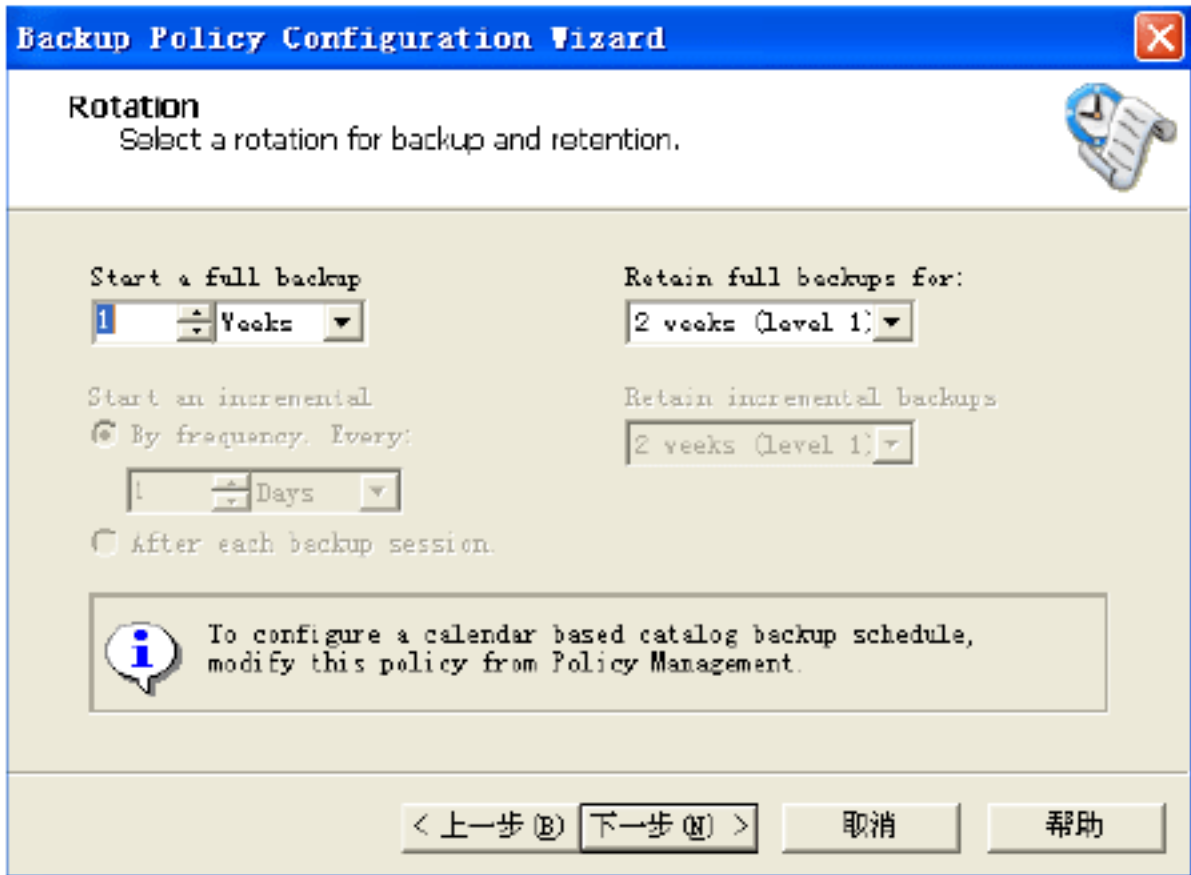 Backup Policy Configuration Wizard
Rotation
Select a rotation for backup and retention.
Start a full backup
1 Weeks
Retain full backups for:
2 weeks (level 1)
Start an incremental
By frequency. Every:
1 Days
After each backup session.
Retain incremental backups
2 weeks (level 1)
To configure a calendar based catalog backup schedule,
modify this policy from Policy Management.
< 上一步(B)
下一步(N) >
取消
帮助